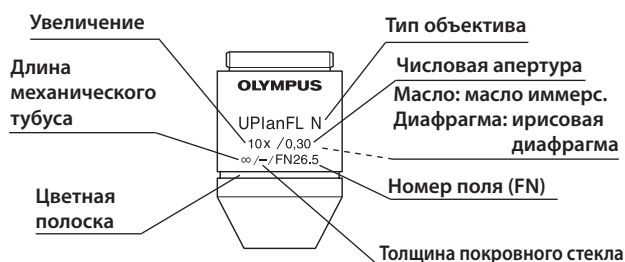 Увеличение
Тип объектива
Длина
механического
тубуса
Числовая апертура
Масло: масло иммерс.
Диафрагма: ирисовая
диафрагма
OLYMPUS
UPlanFL N
10x /0,30
∞/–/FN26.5
Номер поля (FN)
Цветная
полоска
Толщина покровного стекла